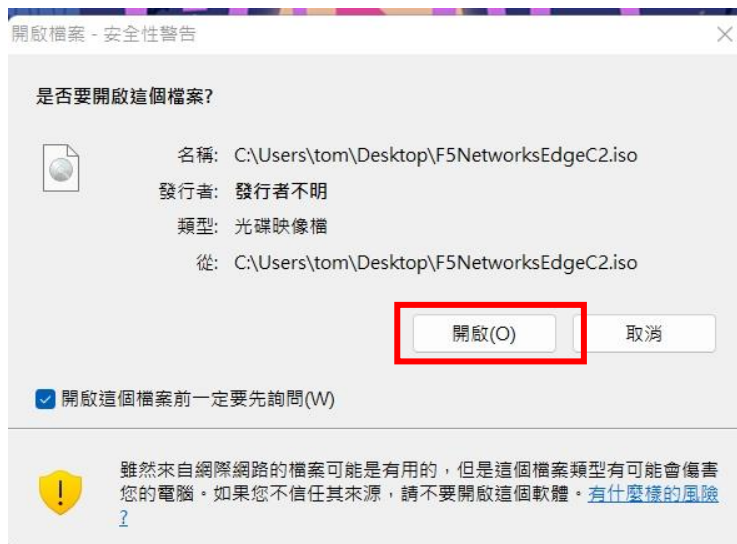 開啟檔案 - 安全性警告
是否要開啟這個檔案?
名稱: C:\Users\tom\Desktop\F5NetworksEdgeC2.iso
發行者: 發行者不明
類型: 光碟映像檔
從: C:\Users\tom\Desktop\F5NetworksEdgeC2.iso
開啟(O) 取消
開啟這個檔案前一定要先詢問(W)
雖然來自網際網路的檔案可能是有用的，但是這個檔案類型有可能會傷害
您的電腦。如果您不信任其來源，請不要開啟這個軟體。有什麼樣的風險
?